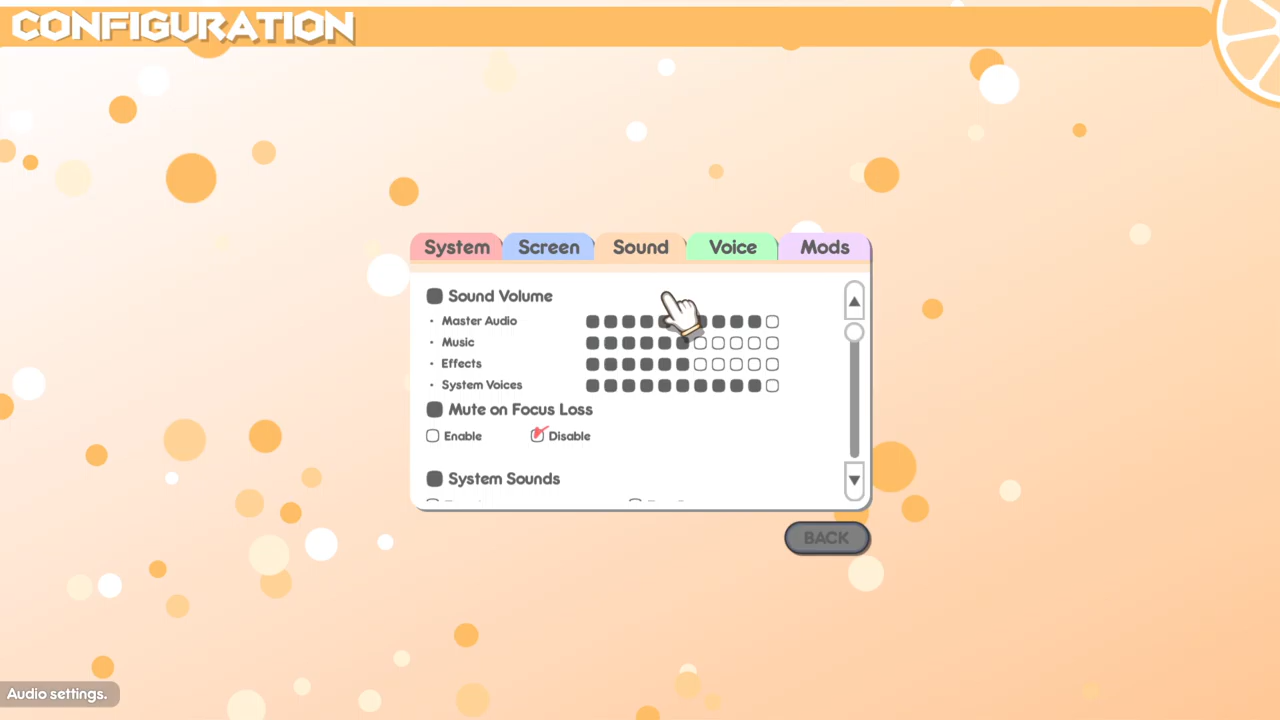 CONFIGURATION
System Screen Sound Voice Mods
Sound Volume
· Master Audio
· Music
· Effects
· System Voices
Mute on Focus Loss
Enable Disable
System Sounds
BACK
Audio settings.